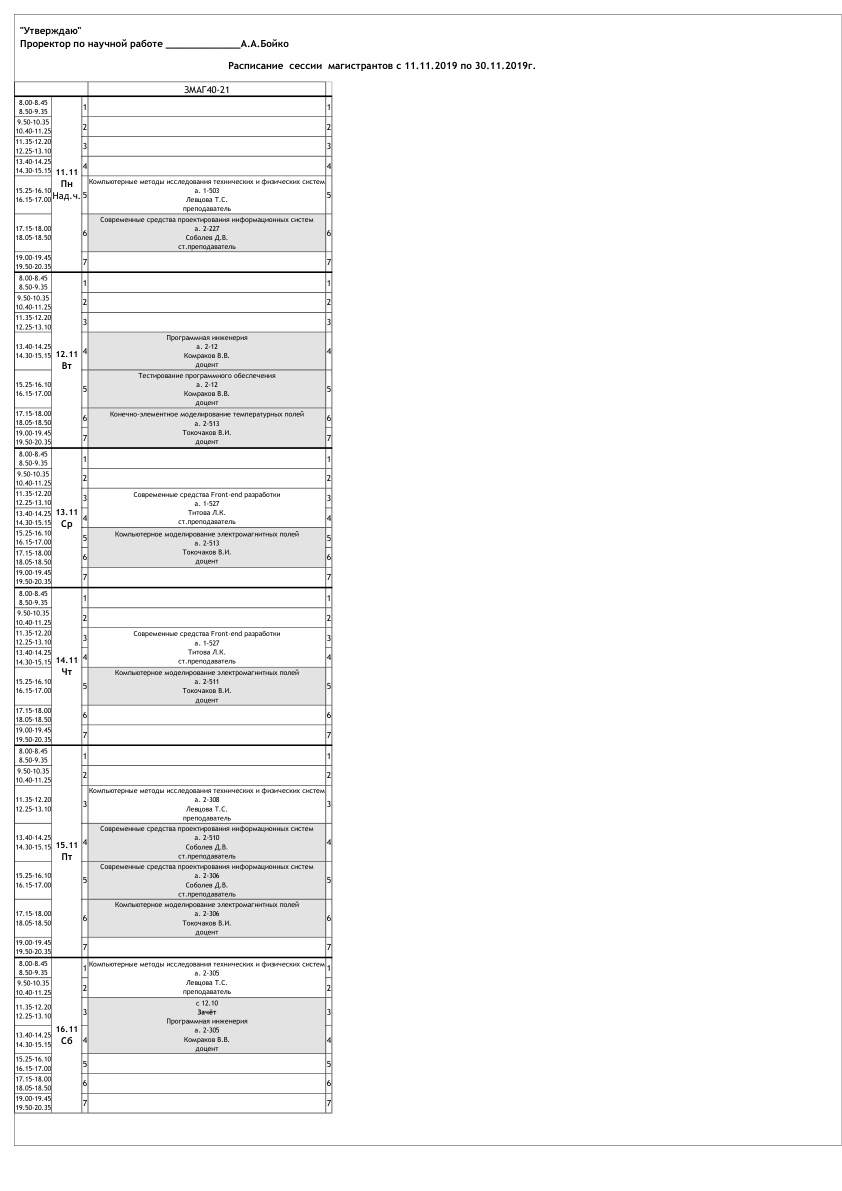 "Утверждаю"
Проректор по научной работе ______________А.А.Бойко
Расписание сессии магистрантов с 11.11.2019 по 30.11.2019г.
ЗМАГ40-21
8.00-8.45
8.50-9.35
1 1
9.50-10.35
10.40-11.25
2 2
11.35-12.20
12.25-13.10
3 3
13.40-14.25
14.30-15.15
4 4
11.11
Пн
Над.ч.
15.25-16.10
16.15-17.00
5 5
Компьютерные методы исследования технических и физических систем
а. 1-503
Левцова Т.С.
преподаватель
17.15-18.00
18.05-18.50
6 6
Современные средства проектирования информационных систем
а. 2-227
Соболев Д.В.
ст.преподаватель
19.00-19.45
19.50-20.35
7 7
8.00-8.45
8.50-9.35
1 1
9.50-10.35
10.40-11.25
2 2
11.35-12.20
12.25-13.10
3 3
12.11
Вт
13.40-14.25
14.30-15.15
4 4
Программная инженерия
а. 2-12
Комраков В.В.
доцент
15.25-16.10
16.15-17.00
5 5
Тестирование программного обеспечения
а. 2-12
Комраков В.В.
доцент
17.15-18.00
18.05-18.50
6 6
19.00-19.45
19.50-20.35
7 7
Конечно-элементное моделирование температурных полей
а. 2-513
Токочаков В.И.
доцент
8.00-8.45
8.50-9.35
1 1
9.50-10.35
10.40-11.25
2 2
13.11
Ср
11.35-12.20
12.25-13.10
3 3
13.40-14.25
14.30-15.15
4 4
Современные средства Front-end разработки
а. 1-527
Титова Л.К.
ст.преподаватель
15.25-16.10
16.15-17.00
5 5
17.15-18.00
18.05-18.50
6 6
Компьютерное моделирование электромагнитных полей
а. 2-513
Токочаков В.И.
доцент
19.00-19.45
19.50-20.35
7 7
8.00-8.45
8.50-9.35
1 1
9.50-10.35
10.40-11.25
2 2
14.11
Чт
11.35-12.20
12.25-13.10
3 3
13.40-14.25
14.30-15.15
4 4
Современные средства Front-end разработки
а. 1-527
Титова Л.К.
ст.преподаватель
15.25-16.10
16.15-17.00
5 5
Компьютерное моделирование электромагнитных полей
а. 2-511
Токочаков В.И.
доцент
17.15-18.00
18.05-18.50
6 6
19.00-19.45
19.50-20.35
7 7
8.00-8.45
8.50-9.35
1 1
9.50-10.35
10.40-11.25
2 2
15.11
Пт
11.35-12.20
12.25-13.10
3 3
Компьютерные методы исследования технических и физических систем
а. 2-308
Левцова Т.С.
преподаватель
13.40-14.25
14.30-15.15
4 4
Современные средства проектирования информационных систем
а. 2-510
Соболев Д.В.
ст.преподаватель
15.25-16.10
16.15-17.00
5 5
Современные средства проектирования информационных систем
а. 2-306
Соболев Д.В.
ст.преподаватель
17.15-18.00
18.05-18.50
6 6
Компьютерное моделирование электромагнитных полей
а. 2-306
Токочаков В.И.
доцент
19.00-19.45
19.50-20.35
7 7
16.11
Сб
8.00-8.45
8.50-9.35
1 1
9.50-10.35
10.40-11.25
2 2
Компьютерные методы исследования технических и физических систем
а. 2-305
Левцова Т.С.
преподаватель
11.35-12.20
12.25-13.10
3 3
13.40-14.25
14.30-15.15
4 4
с 12.10
Зачёт
Программная инженерия
а. 2-305
Комраков В.В.
доцент
15.25-16.10
16.15-17.00
5 5
17.15-18.00
18.05-18.50
6 6
19.00-19.45
19.50-20.35
7 7